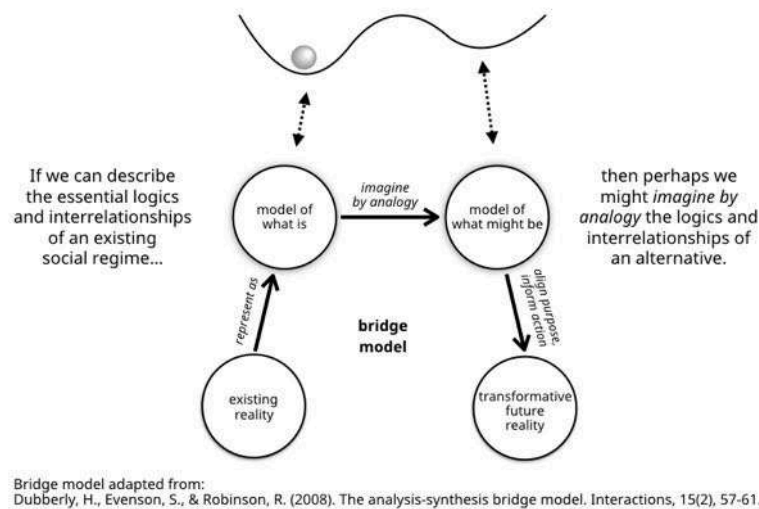 If we can describe
the essential logics
and interrelationships
of an existing
social regime...
model of
what is
imagine
by analogy
model of
what might be
then perhaps we
might imagine by
analogy the logics and
interrelationships of
an alternative.
represent as
bridge
model
align purpose,
inform action
existing
reality
transformative
future
reality
Bridge model adapted from:
Dubberly, H., Evenson, S., & Robinson, R. (2008). The analysis-synthesis bridge model. Interactions, 15(2), 57-61.